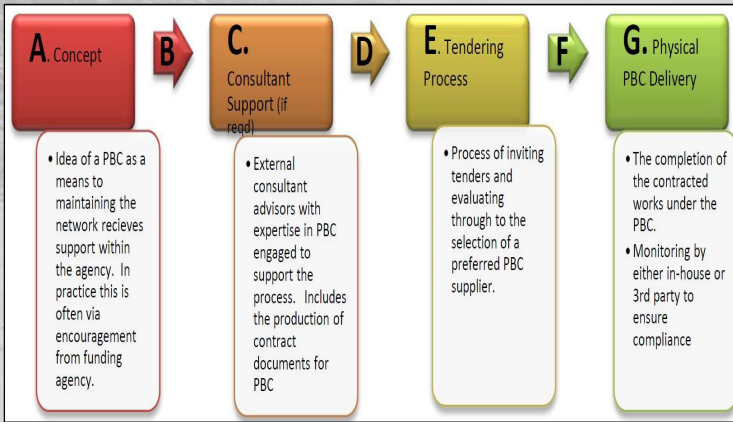 A. Concept
B
C.
Consultant
Support (if
reqd)
D
E. Tendering
Process
F
G. Physical
PBC Delivery
• Idea of a PBC as a
means to
maintaining the
network recieves
support within
the agency. In
practice this is
often via
encouragement
from funding
agency.
• External
consultant
advisors with
expertise in PBC
engaged to
support the
process. Includes
the production of
contract
documents for
PBC
• Process of inviting
tenders and
evaluating
through to the
selection of a
preferred PBC
supplier.
• The completion of
the contracted
works under the
PBC.
• Monitoring by
either in-house or
3rd party to
ensure
compliance